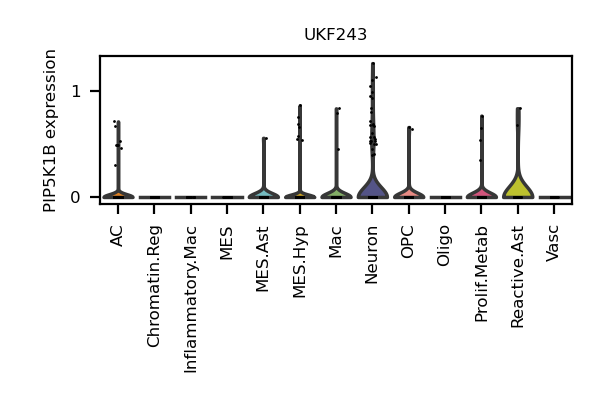 UKF243
PIP5K1B expression
1
0
AC
Chromatin.Reg
Inflammatory.Mac
MES
MES.Ast
MES.Hyp
Mac
Neuron
OPC
Oligo
Prolif.Metab
Reactive.Ast
Vasc